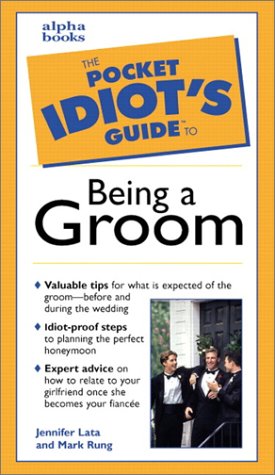 alpha
books
THE
POCKET
IDIOT'S
GUIDE™ TO
Being a
Groom
Valuable tips for what is expected of the
groom—before and
during the wedding
Idiot-proof steps
to planning the perfect
honeymoon
Expert advice on
on how to relate to your
girlfriend once she
becomes your fiancée
Jennifer Lata
and Mark Rung